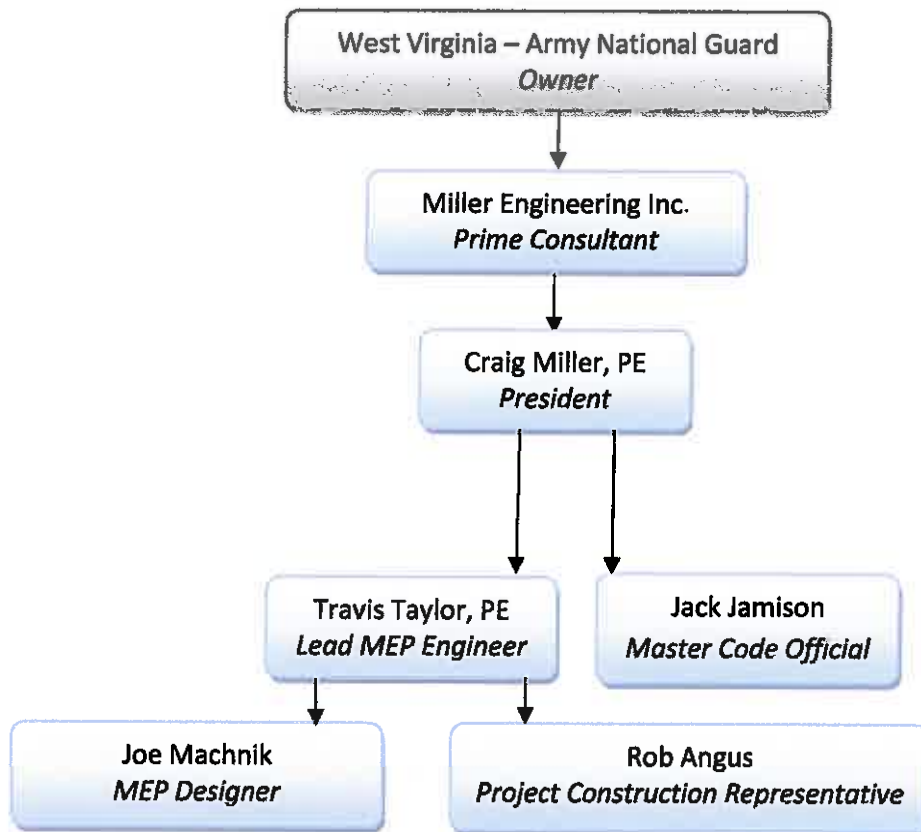 West Virginia – Army National Guard
Owner
Miller Engineering Inc.
Prime Consultant
Craig Miller, PE
President
Travis Taylor, PE
Lead MEP Engineer
Jack Jamison
Master Code Official
Joe Machnik
MEP Designer
Rob Angus
Project Construction Representative